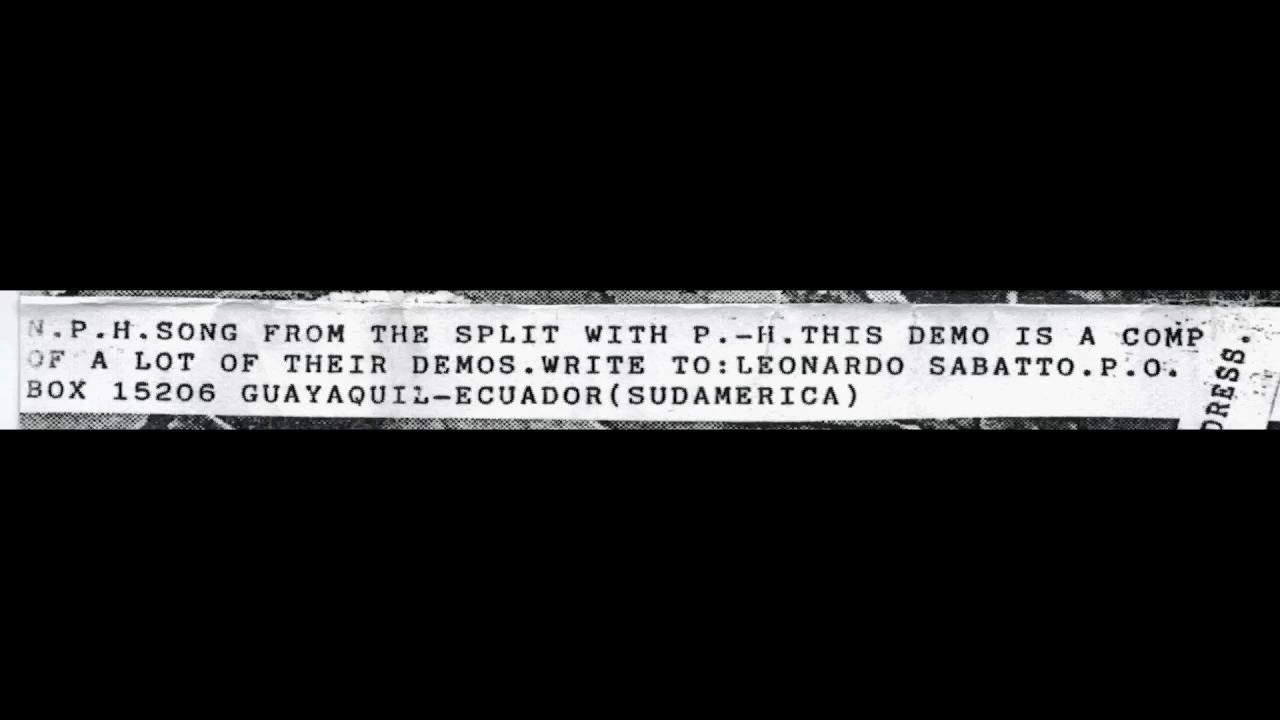 N.P.H.SONG FROM THE SPLIT WITH P.-H.THIS DEMO IS A COMP
OF A LOT OF THEIR DEMOS.WRITE TO:LEONARDO SABATTO.P.O.
BOX 15206 GUAYAQUIL-ECUADOR(SUDAMERICA)
DRESS.